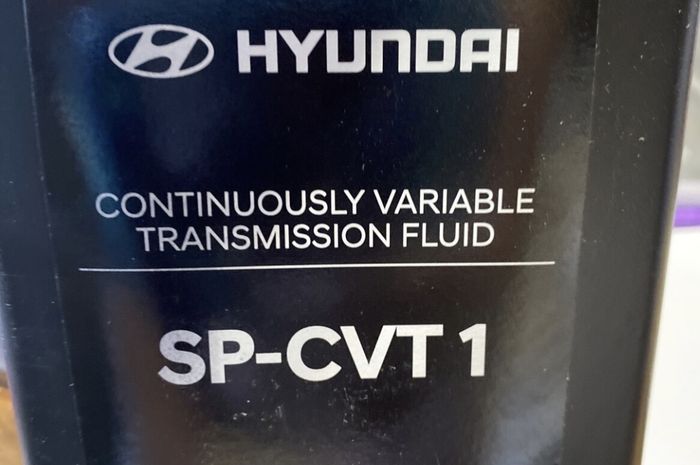 HYUNDAI
CONTINUOUSLY VARIABLE
TRANSMISSION FLUID
SP-CVT 1